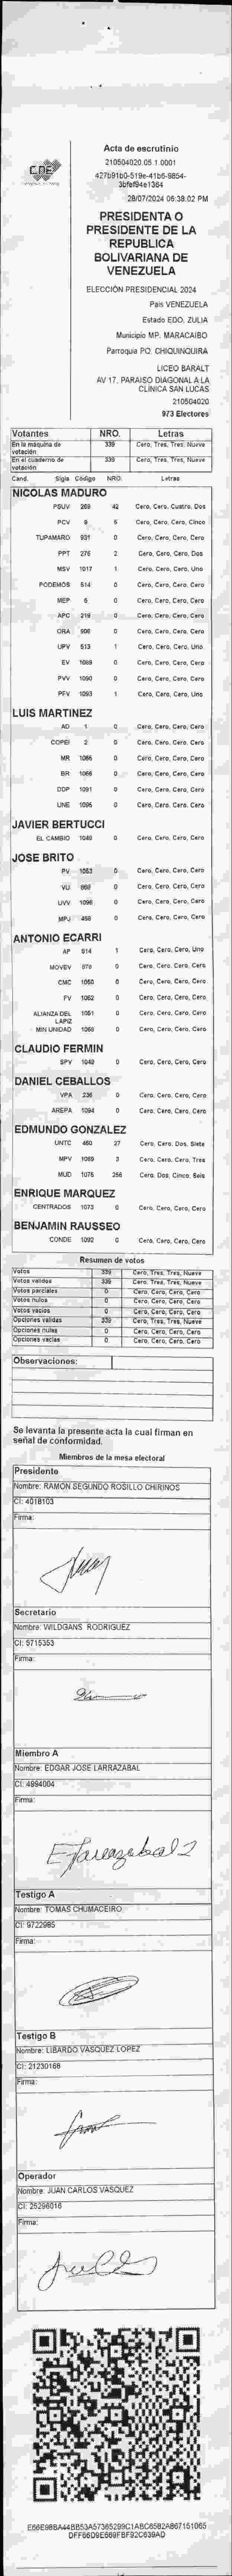 CNE
Acta de escrutinio
210504020.05.1.0001
427b91b0-519e-41b6-9854-
3bfef94e1364
28/07/2024 06:38:02 PM
PRESIDENTA O
PRESIDENTE DE LA
REPUBLICA
BOLIVARIANA DE
VENEZUELA
ELECCIÓN PRESIDENCIAL 2024
País VENEZUELA
Estado EDO. ZULIA
Municipio MP. MARACAIBO
Parroquia PQ. CHIQUINQUIRA
LICEO BARALT
AV 17, PARAISO DIAGONAL A LA
CLINICA SAN LUCAS
210504020
973 Electores
Votantes NRO. Letras
En la máquina de votación 339 Cero, Tres, Tres, Nueve
En el cuaderno de votación 339 Cero, Tres, Tres, Nueve
Cand. Sigla Código NRO. Letras
NICOLAS MADURO
PSUV 269 42 Cero, Cero, Cuatro, Dos
PCV 9 5 Cero, Cero, Cero, Cinco
TUPAMARO 931 0 Cero, Cero, Cero, Cero
PPT 275 2 Cero, Cero, Cero, Dos
MSV 1017 1 Cero, Cero, Cero, Uno
PODEMOS 514 0 Cero, Cero, Cero, Cero
MEP 6 0 Cero, Cero, Cero, Cero
APC 219 0 Cero, Cero, Cero, Cero
ORA 906 0 Cero, Cero, Cero, Cero
UPV 513 1 Cero, Cero, Cero, Uno
EV 1089 0 Cero, Cero, Cero, Cero
PVV 1090 0 Cero, Cero, Cero, Cero
PFV 1093 1 Cero, Cero, Cero, Uno
LUIS MARTINEZ
AD 1 0 Cero, Cero, Cero, Cero
COPEI 2 0 Cero, Cero, Cero, Cero
MR 1065 0 Cero, Cero, Cero, Cero
BR 1066 0 Cero, Cero, Cero, Cero
DDP 1091 0 Cero, Cero, Cero, Cero
UNE 1095 0 Cero, Cero, Cero, Cero
JAVIER BERTUCCI
EL CAMBIO 1049 0 Cero, Cero, Cero, Cero
JOSE BRITO
PV 1053 0 Cero, Cero, Cero, Cero
VU 0 Cero, Cero, Cero, Cero
UVV 1096 0 Cero, Cero, Cero, Cero
MPJ 0 Cero, Cero, Cero, Cero
ANTONIO ECARRI
AP 914 1 Cero, Cero, Cero, Uno
MOVEV 979 0 Cero, Cero, Cero, Cero
CMC 1050 0 Cero, Cero, Cero, Cero
FV 1052 0 Cero, Cero, Cero, Cero
ALIANZA DEL LAPIZ 1051 0 Cero, Cero, Cero, Cero
MIN UNIDAD 1058 0 Cero, Cero, Cero, Cero
CLAUDIO FERMIN
SPV 1042 0 Cero, Cero, Cero, Cero
DANIEL CEBALLOS
VPA 236 0 Cero, Cero, Cero, Cero
AREPA 1094 0 Cero, Cero, Cero, Cero
EDMUNDO GONZALEZ
UNTC 460 27 Cero, Cero, Dos, Siete
MPV 1069 3 Cero, Cero, Cero, Tres
MUD 1075 256 Cero, Dos, Cinco, Seis
ENRIQUE MARQUEZ
CENTRADOS 1073 0 Cero, Cero, Cero, Cero
BENJAMIN RAUSSEO
CONDE 1092 0 Cero, Cero, Cero, Cero
Resumen de votos
Votos 339 Cero, Tres, Tres, Nueve
Votos validos 339 Cero, Tres, Tres, Nueve
Votos parciales 0 Cero, Cero, Cero, Cero
Votos nulos 0 Cero, Cero, Cero, Cero
Votos vacios 0 Cero, Cero, Cero, Cero
Opciones validas 339 Cero, Tres, Tres, Nueve
Opciones nulas 0 Cero, Cero, Cero, Cero
Opciones vacias 0 Cero, Cero, Cero, Cero
Observaciones:
Se levanta la presente acta la cual firman en
señal de conformidad.
Miembros de la mesa electoral
Presidente
Nombre: RAMON SEGUNDO ROSILLO CHIRINOS
CI: 4018103
Firma:
Secretario
Nombre: WILDGANS RODRIGUEZ
CI: 5715353
Firma:
Miembro A
Nombre: EDGAR JOSE LARRAZABAL
CI: 4994004
Firma:
Testigo A
Nombre: TOMAS CHUMACEIRO
CI: 9722985
Firma:
Testigo B
Nombre: LIBARDO VASQUEZ LOPEZ
CI: 21230168
Firma:
Operador
Nombre: JUAN CARLOS VASQUEZ
CI: 25296016
Firma: